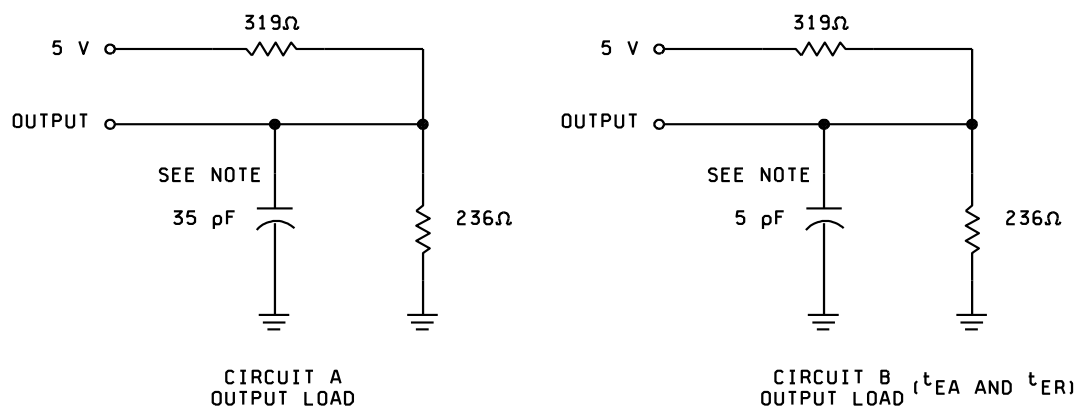 319Ω
5 V
OUTPUT
SEE NOTE
35 pF
236Ω
CIRCUIT A
OUTPUT LOAD
319Ω
5 V
OUTPUT
SEE NOTE
5 pF
236Ω
CIRCUIT B
OUTPUT LOAD (tEA AND tER)